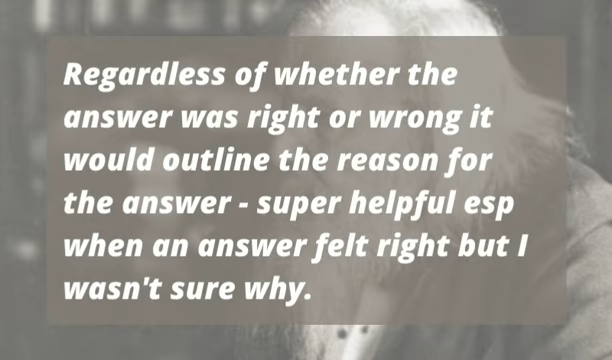 Regardless of whether the
answer was right or wrong it
would outline the reason for
the answer - super helpful esp
when an answer felt right but I
wasn't sure why.